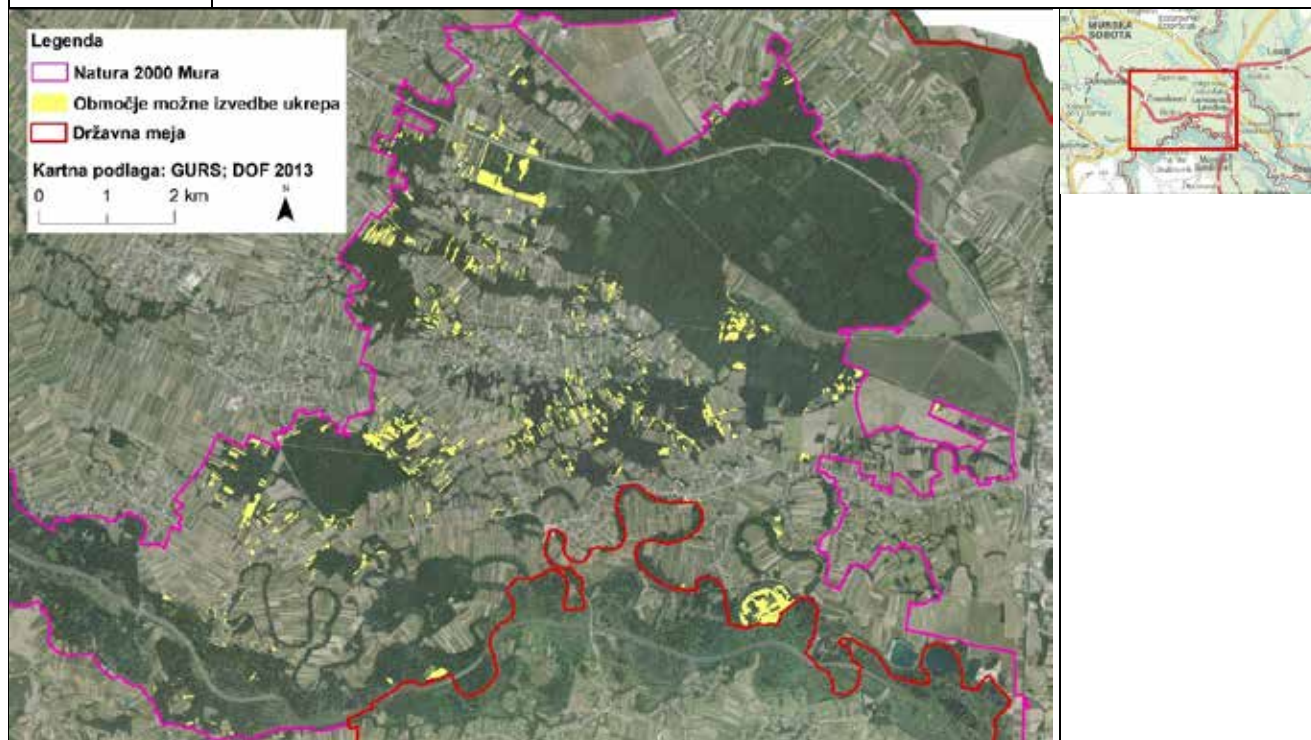 Legenda
Natura 2000 Mura
Območje možne izvedbe ukrepa
Državna meja
Kartna podlaga: GURS; DOF 2013
0 1 2 km
N
MURSKA
SOBOTA